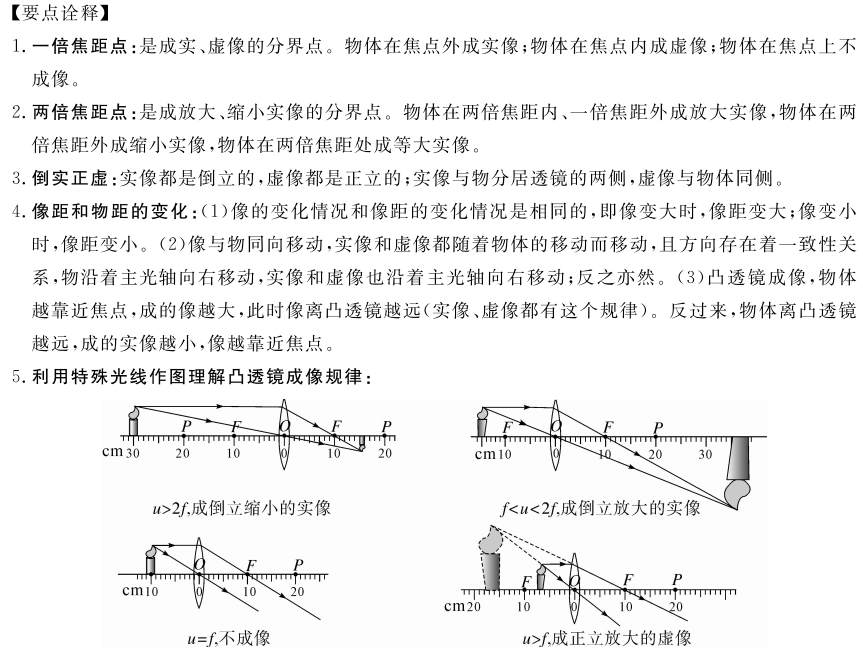 【要点诠释】
1. 一倍焦距点:是成实、虚像的分界点。物体在焦点外成实像;物体在焦点内成虚像;物体在焦点上不
成像。
2. 两倍焦距点:是成放大、缩小实像的分界点。物体在两倍焦距内、一倍焦距外成放大实像,物体在两
倍焦距外成缩小实像,物体在两倍焦距处成等大实像。
3. 倒实正虚:实像都是倒立的,虚像都是正立的;实像与物分居透镜的两侧,虚像与物体同侧。
4. 像距和物距的变化:(1)像的变化情况和像距的变化情况是相同的,即像变大时,像距变大;像变小
时,像距变小。(2)像与物同向移动,实像和虚像都随着物体的移动而移动,且方向存在着一致性关
系,物沿着主光轴向右移动,实像和虚像也沿着主光轴向右移动;反之亦然。(3)凸透镜成像,物体
越靠近焦点,成的像越大,此时像离凸透镜越远(实像、虚像都有这个规律)。反过来,物体离凸透镜
越远,成的实像越小,像越靠近焦点。
5. 利用特殊光线作图理解凸透镜成像规律:
P F O F P
cm 30 20 10 0 10 20
u>2f,成倒立缩小的实像
F O F P
cm 10 0 10 20 30
f<u<2f,成倒立放大的实像
O F P
cm 10 0 10 20
u=f,不成像
F O F P
cm 20 10 0 10 20
u>f,成正立放大的虚像